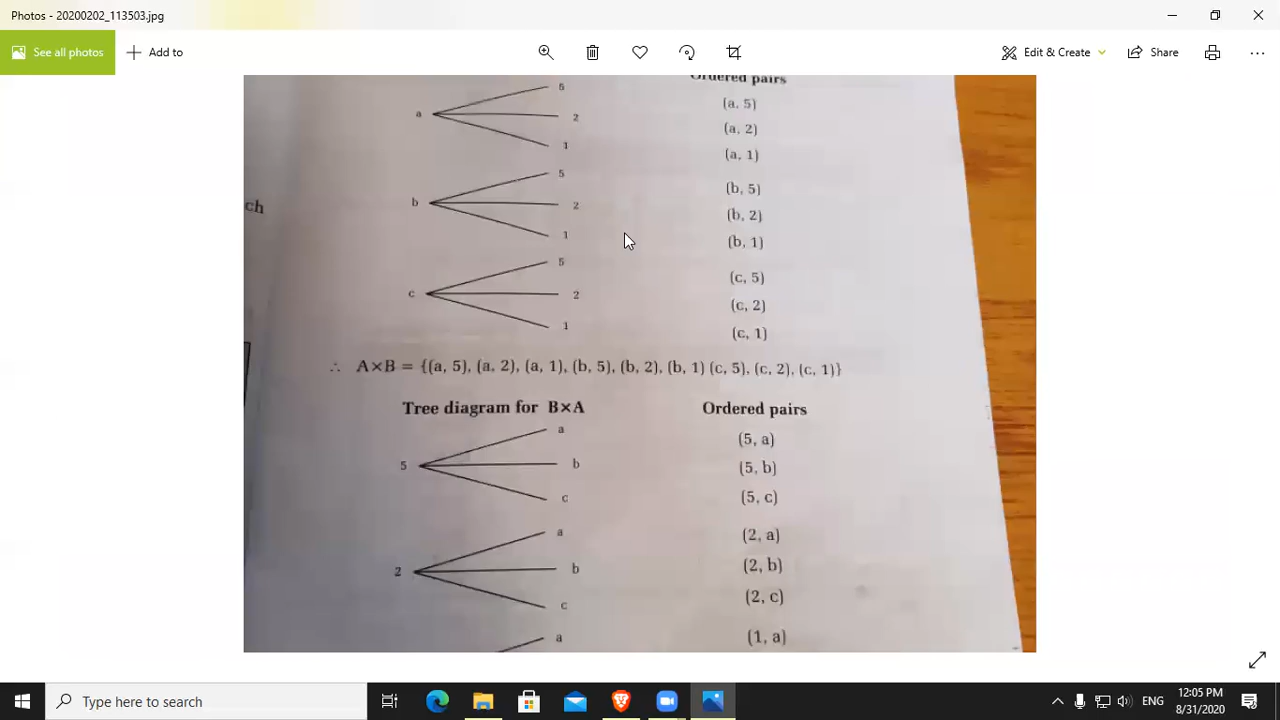 Photos - 20200202_113503.jpg
See all photos
Add to
Edit & Create
Share
Ordered pairs
5
a
2
1
(a, 5)
(a, 2)
(a, 1)
5
b
2
1
(b, 5)
(b, 2)
(b, 1)
ch
5
c
2
1
(c, 5)
(c, 2)
(c, 1)
∴ A×B = {(a, 5), (a, 2), (a, 1), (b, 5), (b, 2), (b, 1) (c, 5), (c, 2), (c, 1)}
Tree diagram for B×A
Ordered pairs
a
5
b
c
(5, a)
(5, b)
(5, c)
a
2
b
c
(2, a)
(2, b)
(2, c)
a
(1, a)
Type here to search
ENG
12:05 PM
8/31/2020